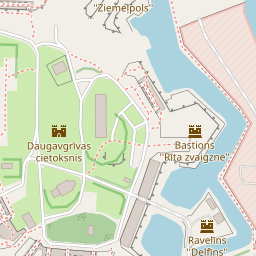 "Ziemeļpols"
Daugavgrīvas
cietoksnis
Bastions
"Rīta zvaigzne"
Ravelīns
"Delfīns"